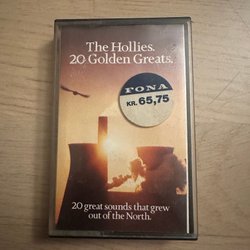 The Hollies.
20 Golden Greats.
FONA
KR. 65,75
20 great sounds that grew
out of the North.